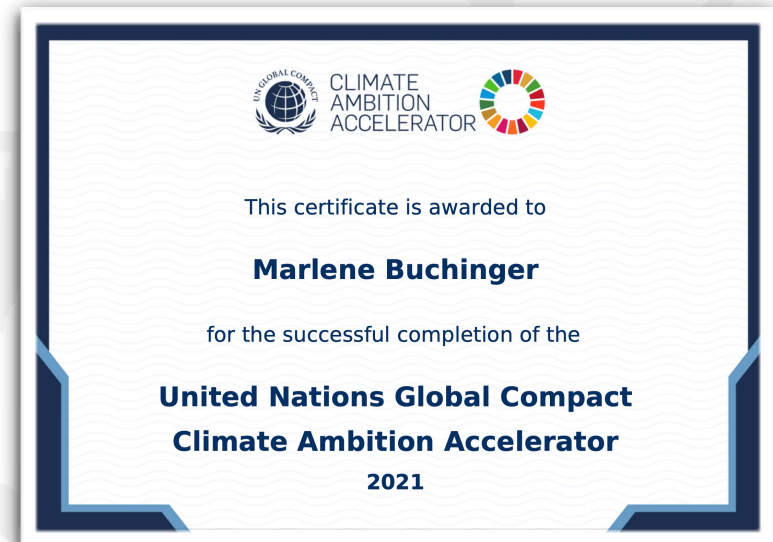 UN GLOBAL COMPACT
CLIMATE
AMBITION
ACCELERATOR
This certificate is awarded to
Marlene Buchinger
for the successful completion of the
United Nations Global Compact
Climate Ambition Accelerator
2021